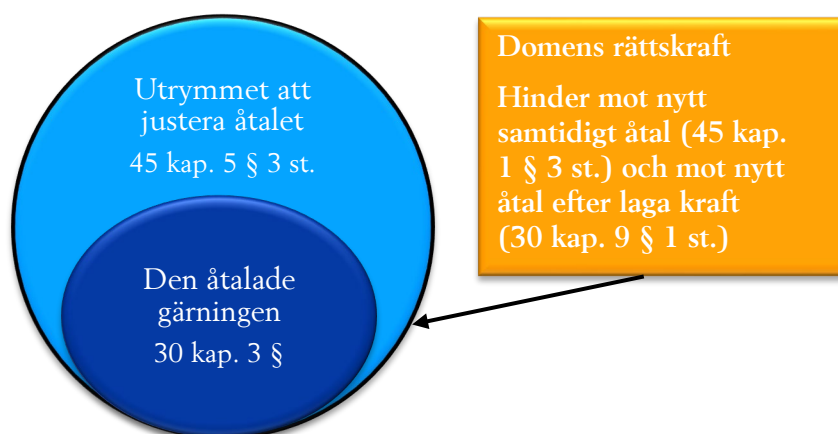 Utrymmet att
justera åtalet
45 kap. 5 § 3 st.
Den åtalade
gärningen
30 kap. 3 §
Domens rättskraft
Hinder mot nytt
samtidigt åtal (45 kap.
1 § 3 st.) och mot nytt
åtal efter laga kraft
(30 kap. 9 § 1 st.)